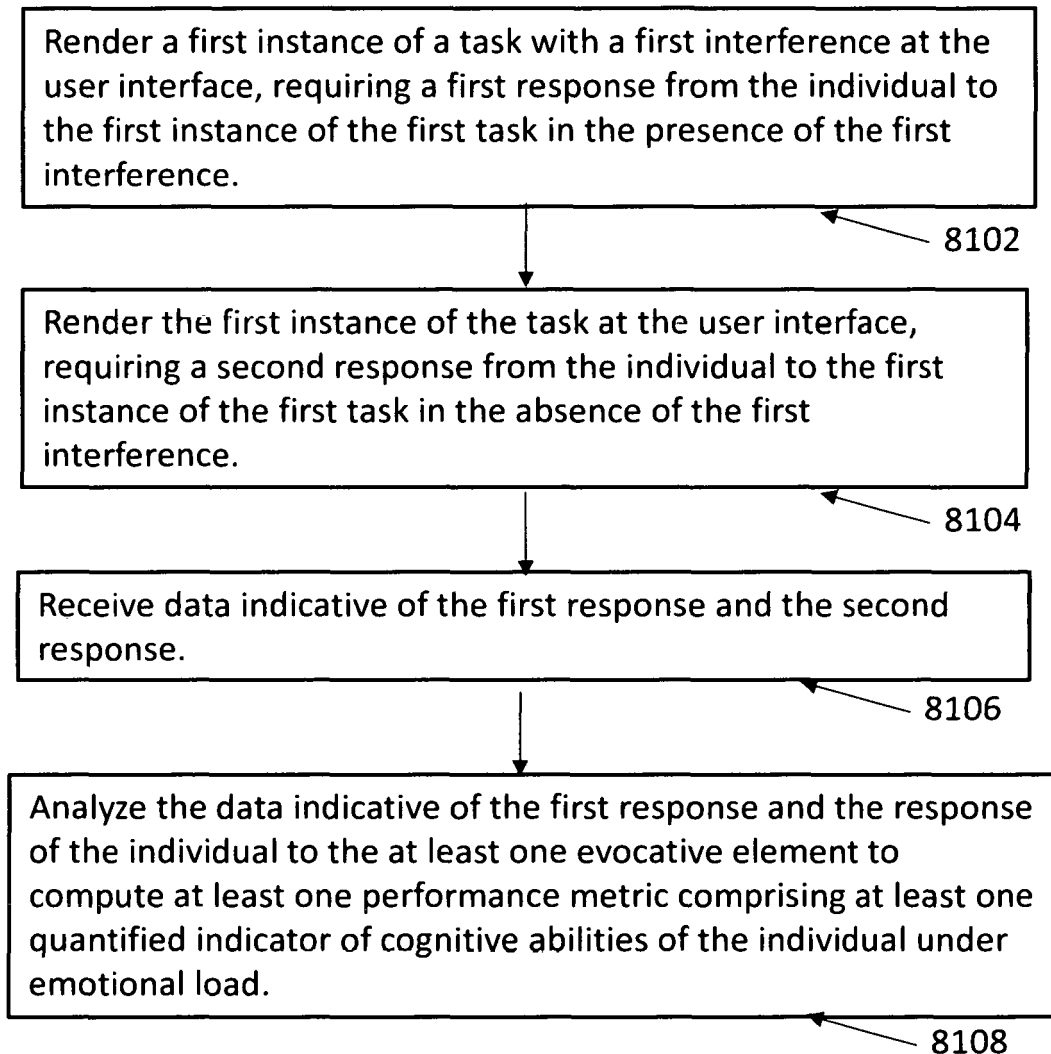 Render a first instance of a task with a first interference at the
user interface, requiring a first response from the individual to
the first instance of the first task in the presence of the first
interference.
8102
Render the first instance of the task at the user interface,
requiring a second response from the individual to the first
instance of the first task in the absence of the first
interference.
8104
Receive data indicative of the first response and the second
response.
8106
Analyze the data indicative of the first response and the response
of the individual to the at least one evocative element to
compute at least one performance metric comprising at least one
quantified indicator of cognitive abilities of the individual under
emotional load.
8108